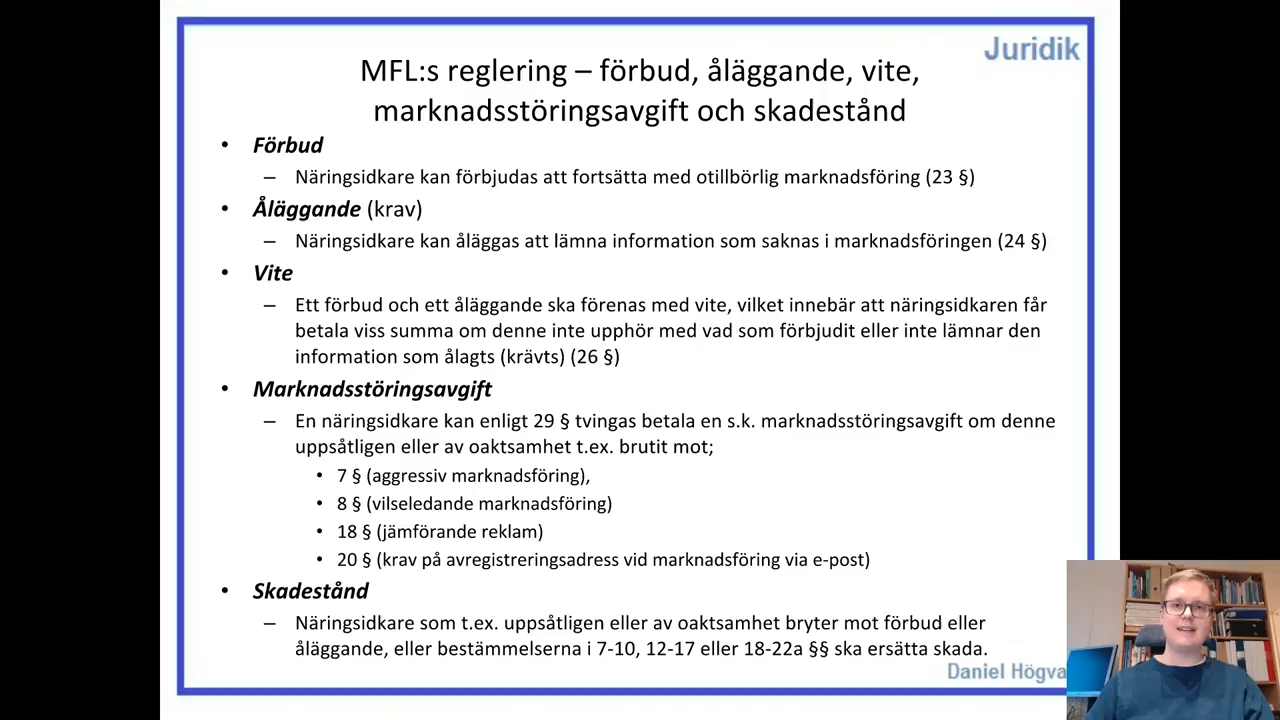 Juridik
MFL:s reglering – förbud, åläggande, vite,
marknadsstöringsavgift och skadestånd
• Förbud
– Näringsidkare kan förbjudas att fortsätta med otillbörlig marknadsföring (23 §)
• Åläggande (krav)
– Näringsidkare kan åläggas att lämna information som saknas i marknadsföringen (24 §)
• Vite
– Ett förbud och ett åläggande ska förenas med vite, vilket innebär att näringsidkaren får
betala viss summa om denne inte upphör med vad som förbjudit eller inte lämnar den
information som ålagts (krävts) (26 §)
• Marknadsstöringsavgift
– En näringsidkare kan enligt 29 § tvingas betala en s.k. marknadsstöringsavgift om denne
uppsåtligen eller av oaktsamhet t.ex. brutit mot;
• 7 § (aggressiv marknadsföring),
• 8 § (vilseledande marknadsföring)
• 18 § (jämförande reklam)
• 20 § (krav på avregistreringsadress vid marknadsföring via e-post)
• Skadestånd
– Näringsidkare som t.ex. uppsåtligen eller av oaktsamhet bryter mot förbud eller
åläggande, eller bestämmelserna i 7-10, 12-17 eller 18-22a §§ ska ersätta skada.
Daniel Högva